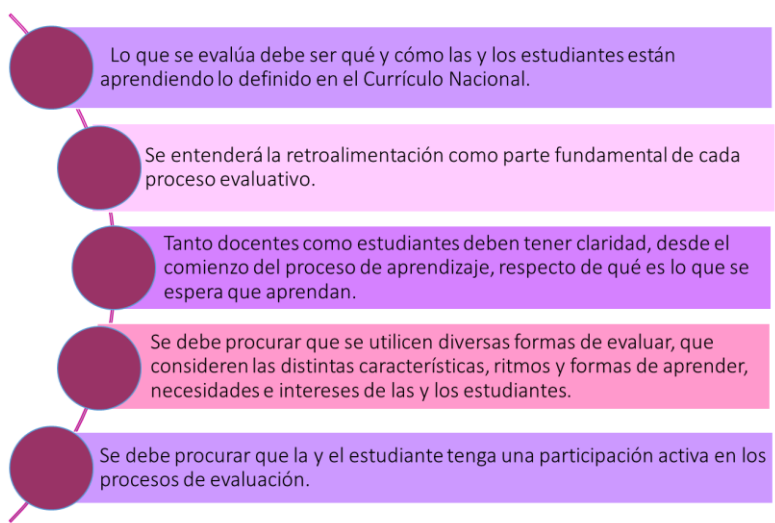 Lo que se evalúa debe ser qué y cómo las y los estudiantes están
aprendiendo lo definido en el Currículo Nacional.
Se entenderá la retroalimentación como parte fundamental de cada
proceso evaluativo.
Tanto docentes como estudiantes deben tener claridad, desde el
comienzo del proceso de aprendizaje, respecto de qué es lo que se
espera que aprendan.
Se debe procurar que se utilicen diversas formas de evaluar, que
consideren las distintas características, ritmos y formas de aprender,
necesidades e intereses de las y los estudiantes.
Se debe procurar que la y el estudiante tenga una participación activa en los
procesos de evaluación.